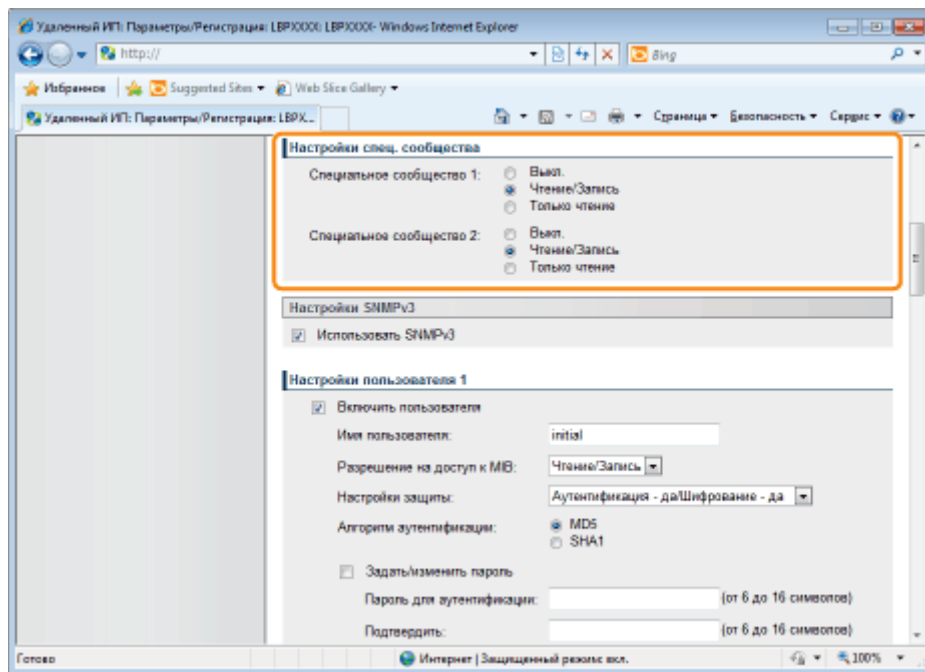 Удаленный ИП: Параметры/Регистрация: LBPXXXX: LBPXXXX- Windows Internet Explorer
http://
Bing
Избранное Suggested Sites Web Slice Gallery
Удаленный ИП: Параметры/Регистрация: LBPX... Страница Безопасность Сервис
Настройки спец. сообщества
Специальное сообщество 1: Выкл.
Чтение/Запись
Только чтение
Специальное сообщество 2: Выкл.
Чтение/Запись
Только чтение
Настройки SNMPv3
Использовать SNMPv3
Настройки пользователя 1
Включить пользователя
Имя пользователя: initial
Разрешение на доступ к MIB: Чтение/Запись
Настройки защиты: Аутентификация - да/Шифрование - да
Алгоритм аутентификации: MD5
SHA1
Задать/изменить пароль
Пароль для аутентификации: (от 6 до 16 символов)
Подтвердить: (от 6 до 16 символов)
Готово Интернет | Защищенный режим: вкл. 100%